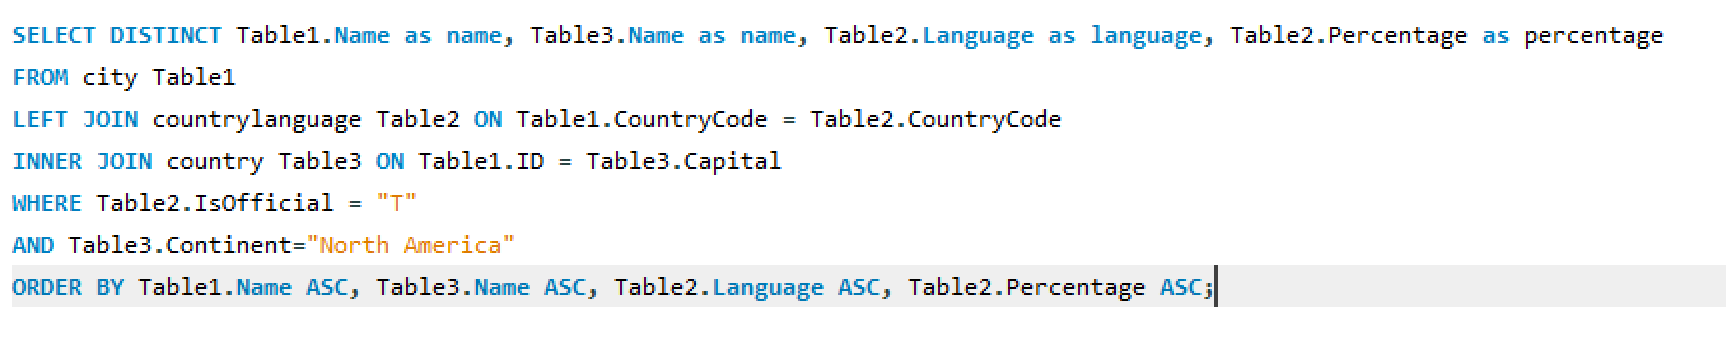 SELECT DISTINCT Table1.Name as name, Table3.Name as name, Table2.Language as language, Table2.Percentage as percentage
FROM city Table1
LEFT JOIN countrylanguage Table2 ON Table1.CountryCode = Table2.CountryCode
INNER JOIN country Table3 ON Table1.ID = Table3.Capital
WHERE Table2.IsOfficial = "T"
AND Table3.Continent="North America"
ORDER BY Table1.Name ASC, Table3.Name ASC, Table2.Language ASC, Table2.Percentage ASC;